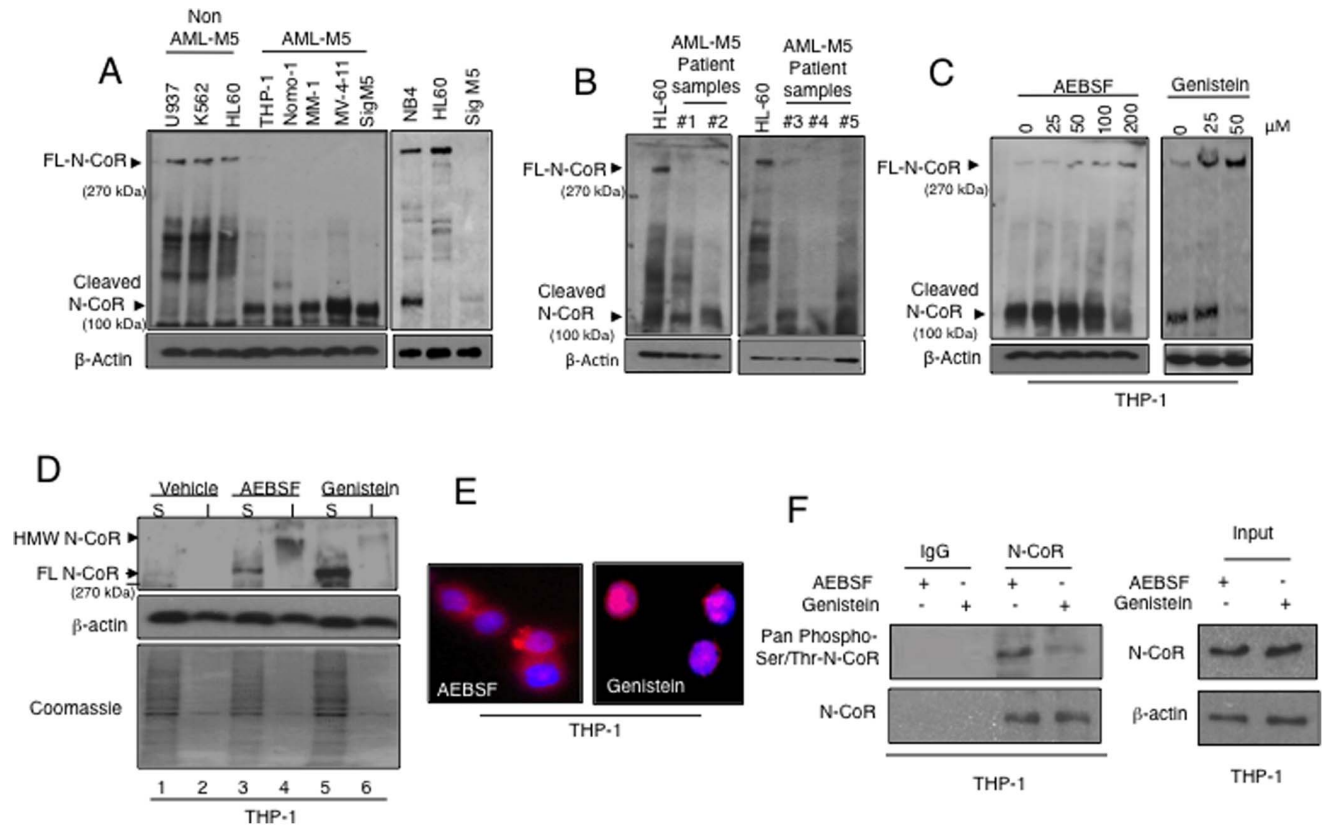 A
Non
AML-M5
AML-M5
U937
K562
HL60
THP-1
Nomo-1
MM-1
MV-4-11
SigM5
NB4
HL60
Sig M5
FL-N-CoR
(270 kDa)
Cleaved
N-CoR
(100 kDa)
β-Actin
B
AML-M5
Patient
samples
AML-M5
Patient
samples
HL-60
#1 #2
HL-60
#3 #4 #5
FL-N-CoR
(270 kDa)
Cleaved
N-CoR
(100 kDa)
β-Actin
C
AEBSF
Genistein
0 25 50 100 200
0 25 50 µM
FL-N-CoR
(270 kDa)
Cleaved
N-CoR
(100 kDa)
β-Actin
THP-1
D
Vehicle AEBSF Genistein
S I S I S I
HMW N-CoR
FL N-CoR
(270 kDa)
β-actin
Coomassie
1 2 3 4 5 6
THP-1
E
AEBSF
Genistein
THP-1
F
IgG N-CoR
AEBSF + - + -
Genistein - + - +
Pan Phospho-
Ser/Thr-N-CoR
N-CoR
THP-1
Input
AEBSF + -
Genistein - +
N-CoR
β-actin
THP-1